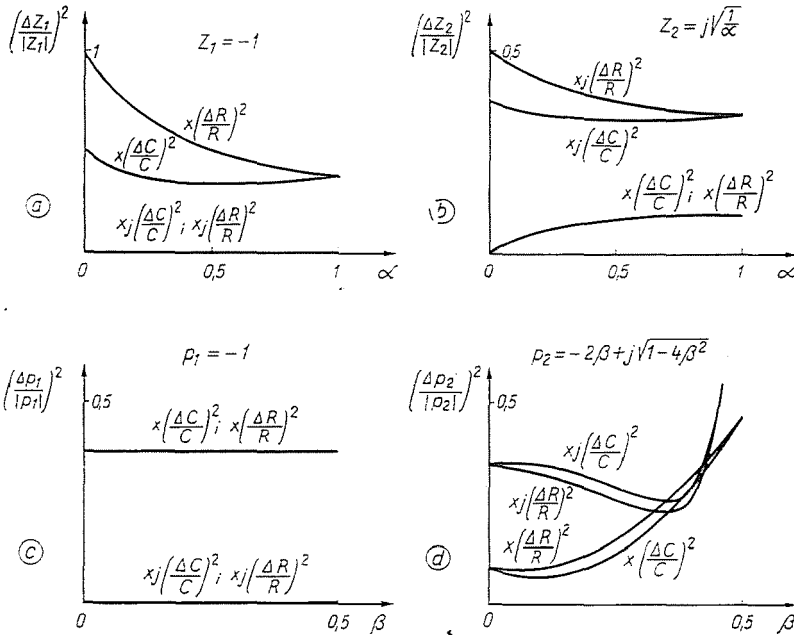 (ΔZ₁/|Z₁|)² Z₁ = −1
1
x(ΔR/R)²
x(ΔC/C)²
xj(ΔC/C)² ; xj(ΔR/R)²
a
0 0,5 1 α
(ΔZ₂/|Z₂|)² Z₂ = j√(1/α)
0,5
xj(ΔR/R)²
xj(ΔC/C)²
x(ΔC/C)² ; x(ΔR/R)²
b
0 0,5 1 α
p₁ = −1
(Δp₁/|p₁|)²
0,5
x(ΔC/C)² ; x(ΔR/R)²
c
xj(ΔC/C)² ; xj(ΔR/R)²
0 0,5 β
p₂ = −2β + j√(1−4β²)
(Δp₂/|p₂|)²
0,5
xj(ΔC/C)²
xj(ΔR/R)²
x(ΔR/R)²
x(ΔC/C)²
d
0 0,5 β